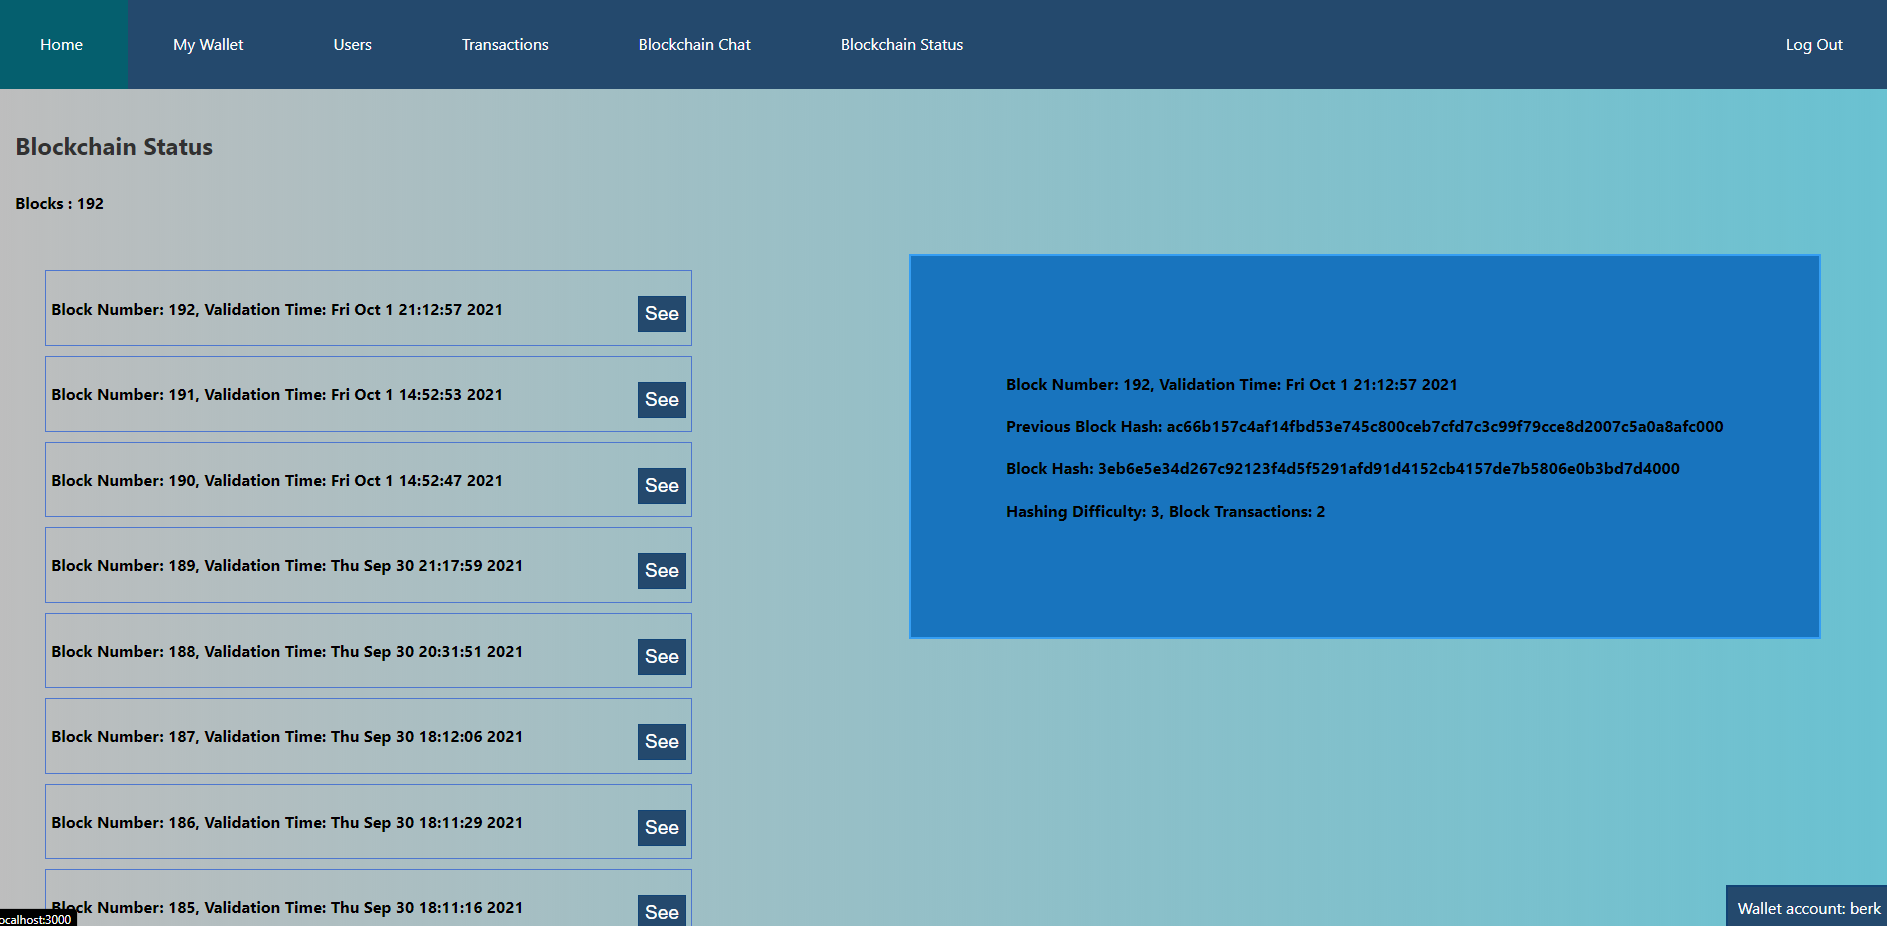 Home My Wallet Users Transactions Blockchain Chat Blockchain Status Log Out
Blockchain Status
Blocks : 192
Block Number: 192, Validation Time: Fri Oct 1 21:12:57 2021 See
Block Number: 191, Validation Time: Fri Oct 1 14:52:53 2021 See
Block Number: 190, Validation Time: Fri Oct 1 14:52:47 2021 See
Block Number: 189, Validation Time: Thu Sep 30 21:17:59 2021 See
Block Number: 188, Validation Time: Thu Sep 30 20:31:51 2021 See
Block Number: 187, Validation Time: Thu Sep 30 18:12:06 2021 See
Block Number: 186, Validation Time: Thu Sep 30 18:11:29 2021 See
Block Number: 185, Validation Time: Thu Sep 30 18:11:16 2021 See
Block Number: 192, Validation Time: Fri Oct 1 21:12:57 2021
Previous Block Hash: ac66b157c4af14fbd53e745c800ceb7cfd7c3c99f79cce8d2007c5a0a8afc000
Block Hash: 3eb6e5e34d267c92123f4d5f5291afd91d4152cb4157de7b5806e0b3bd7d4000
Hashing Difficulty: 3, Block Transactions: 2
ocalhost:3000
Wallet account: berk